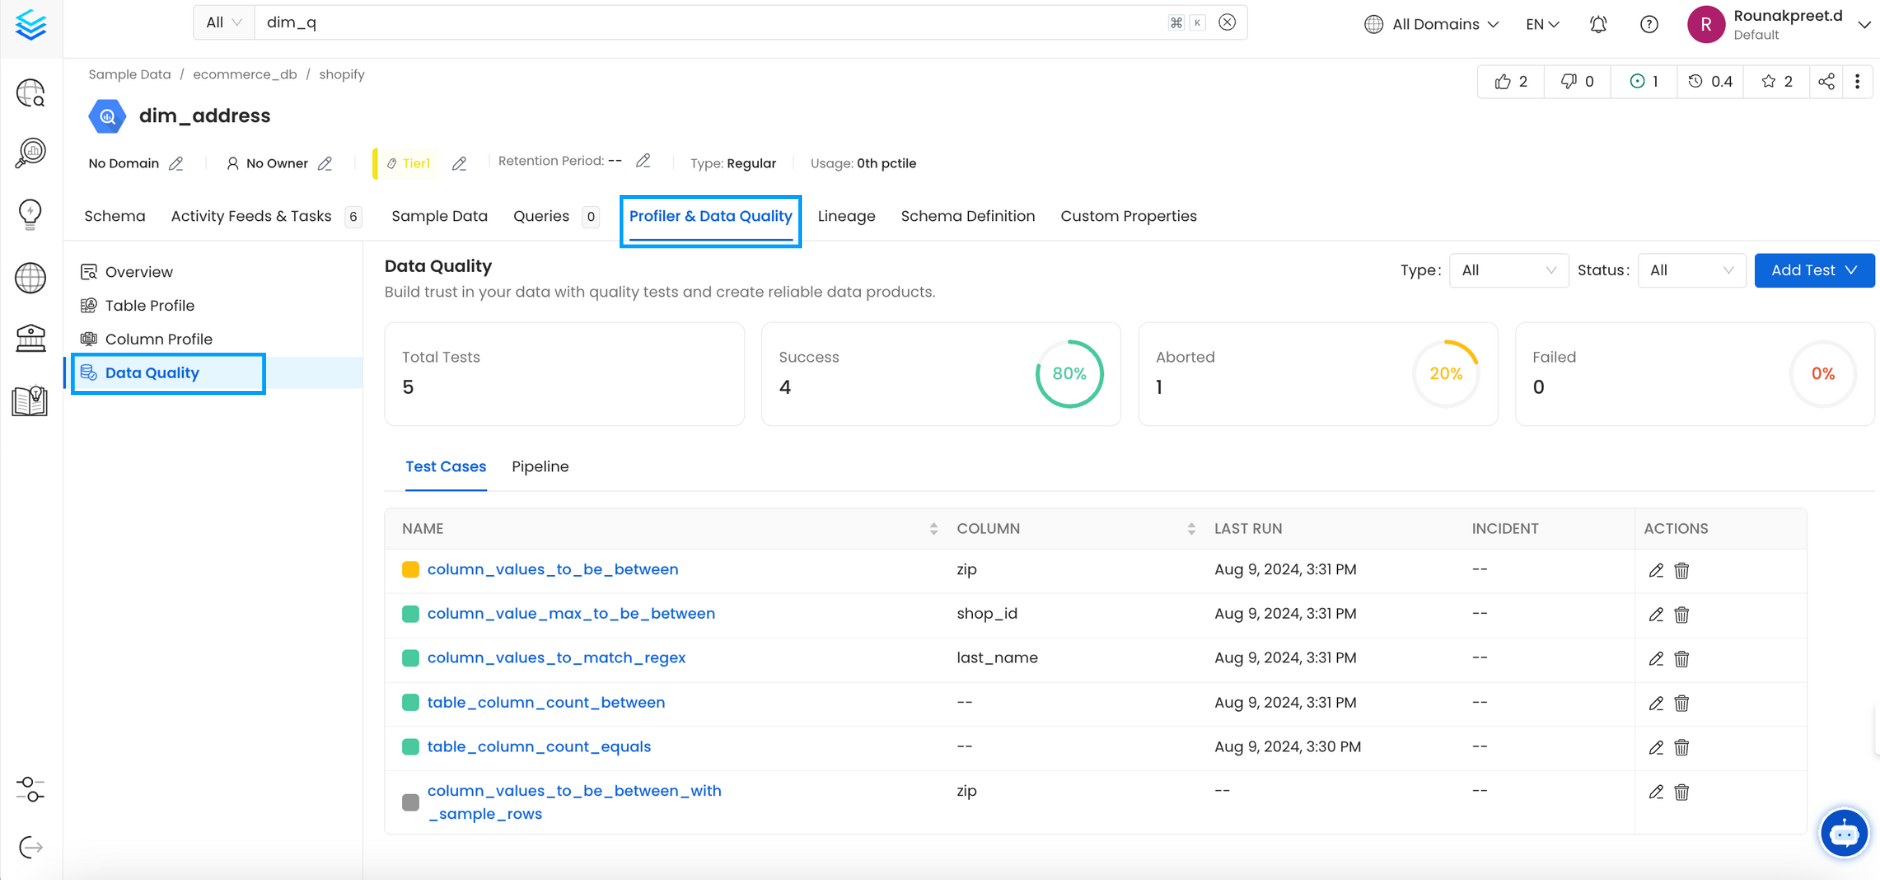 All dim_q ⌘ K All Domains EN R Rounakpreet.d
Default
Sample Data / ecommerce_db / shopify
2 0 1 0.4 2
dim_address
No Domain No Owner Tier1 Retention Period: -- Type: Regular Usage: 0th pctile
Schema Activity Feeds & Tasks 6 Sample Data Queries 0 Profiler & Data Quality Lineage Schema Definition Custom Properties
Overview
Table Profile
Column Profile
Data Quality
Data Quality
Build trust in your data with quality tests and create reliable data products.
Type: All Status: All Add Test
Total Tests
5
Success
4
80%
Aborted
1
20%
Failed
0
0%
Test Cases Pipeline
NAME COLUMN LAST RUN INCIDENT ACTIONS
column_values_to_be_between zip Aug 9, 2024, 3:31 PM --
column_value_max_to_be_between shop_id Aug 9, 2024, 3:31 PM --
column_values_to_match_regex last_name Aug 9, 2024, 3:31 PM --
table_column_count_between -- Aug 9, 2024, 3:31 PM --
table_column_count_equals -- Aug 9, 2024, 3:30 PM --
column_values_to_be_between_with zip -- --
_sample_rows